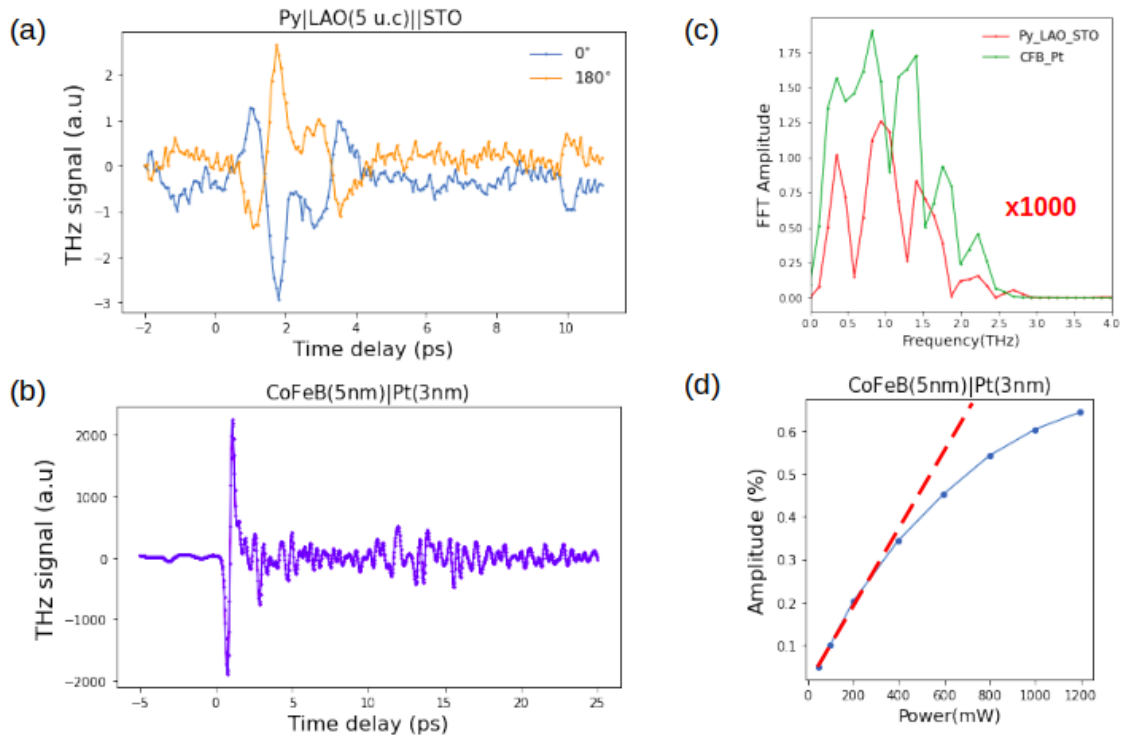 (a)
Py|LAO(5 u.c)||STO
THz signal (a.u)
2
1
0
−1
−2
−3
0°
180°
−2 0 2 4 6 8 10
Time delay (ps)
(c)
FFT Amplitude
1.75
1.50
1.25
1.00
0.75
0.50
0.25
0.00
Py_LAO_STO
CFB_Pt
x1000
0.0 0.5 1.0 1.5 2.0 2.5 3.0 3.5 4.0
Frequency(THz)
(b)
CoFeB(5nm)|Pt(3nm)
THz signal (a.u)
2000
1000
0
−1000
−2000
−5 0 5 10 15 20 25
Time delay (ps)
(d)
CoFeB(5nm)|Pt(3nm)
Amplitude (%)
0.6
0.5
0.4
0.3
0.2
0.1
200 400 600 800 1000 1200
Power(mW)